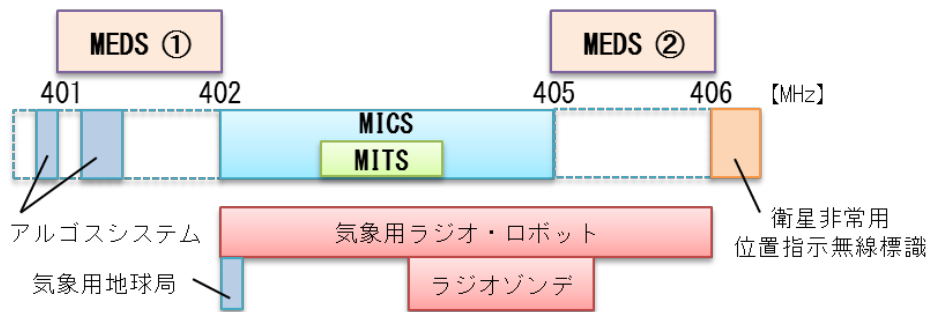 MEDS ①
MEDS ②
401
402
405
406
【MHz】
MICS
MITS
アルゴスシステム
気象用ラジオ・ロボット
衛星非常用
位置指示無線標識
気象用地球局
ラジオゾンデ